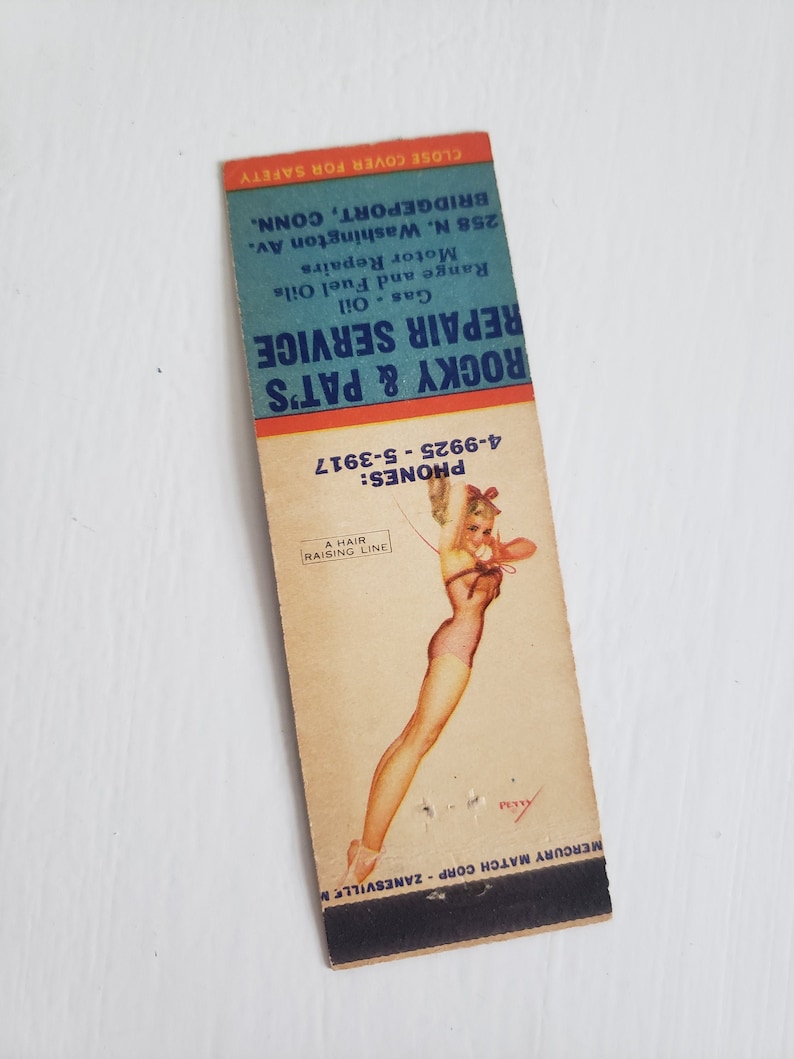 CLOSE COVER FOR SAFETY
ROCKY & PAT'S
REPAIR SERVICE
Gas - Oil
Range and Fuel Oils
Motor Repairs
258 N. Washington Av.
BRIDGEPORT, CONN.
PHONES:
4-9925 - 5-3917
A HAIR
RAISING LINE
PETTY
MERCURY MATCH CORP - ZANESVILLE